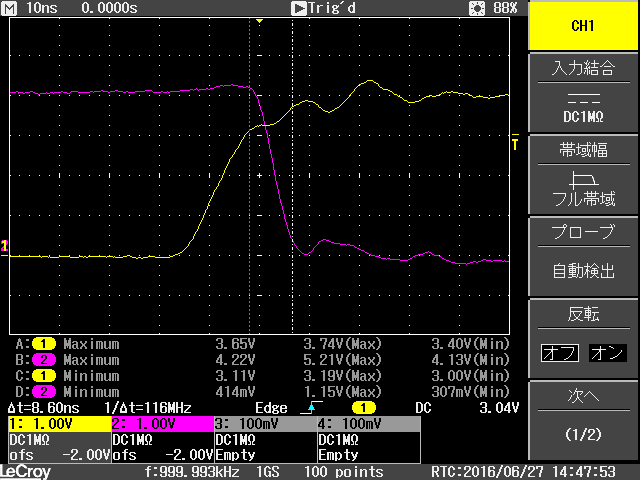 M 10ns 0.0000s Trig'd 88%
CH1
入力結合
DC1MΩ
帯域幅
フル帯域
プローブ
自動検出
反転
オフ オン
次へ
(1/2)
T
1
A: 1 Maximum 3.65V 3.74V(Max) 3.40V(Min)
B: 2 Maximum 4.22V 5.21V(Max) 4.13V(Min)
C: 1 Minimum 3.11V 3.19V(Max) 3.00V(Min)
D: 2 Minimum 414mV 1.15V(Max) 307mV(Min)
Δt=8.60ns 1/Δt=116MHz Edge 1 DC 3.04V
1: 1.00V 2: 1.00V 3: 100mV 4: 100mV
DC1MΩ DC1MΩ DC1MΩ DC1MΩ
ofs -2.00V ofs -2.00V Empty Empty
LeCroy f:999.993kHz 1GS 100 points RTC:2016/06/27 14:47:53